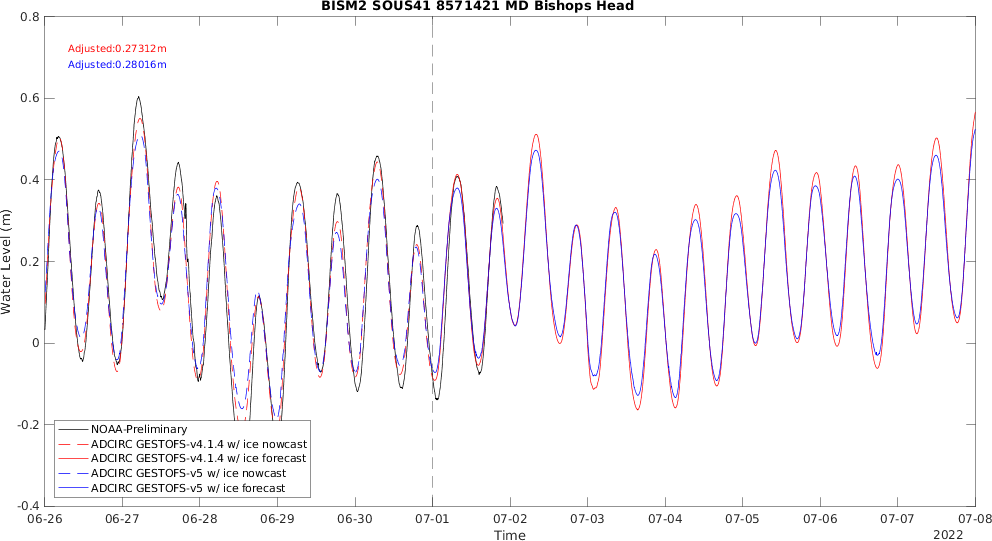 BISM2 SOUS41 8571421 MD Bishops Head
Adjusted:0.27312m
Adjusted:0.28016m
Water Level (m)
0.8
0.6
0.4
0.2
0
-0.2
-0.4
NOAA-Preliminary
ADCIRC GESTOFS-v4.1.4 w/ ice nowcast
ADCIRC GESTOFS-v4.1.4 w/ ice forecast
ADCIRC GESTOFS-v5 w/ ice nowcast
ADCIRC GESTOFS-v5 w/ ice forecast
06-26 06-27 06-28 06-29 06-30 07-01 07-02 07-03 07-04 07-05 07-06 07-07 07-08
Time
2022